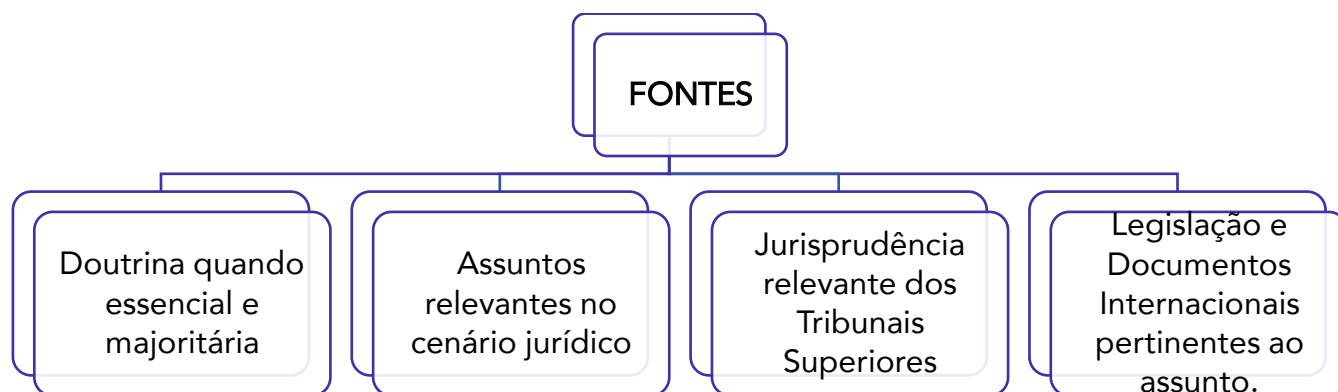 FONTES
Doutrina quando
essencial e
majoritária
Assuntos
relevantes no
cenário jurídico
Jurisprudência
relevante dos
Tribunais
Superiores
Legislação e
Documentos
Internacionais
pertinentes ao
assunto.